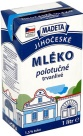 MADETA
JIHOČESKÉ
MLÉKO
polotučné
trvanlivé
1 litr